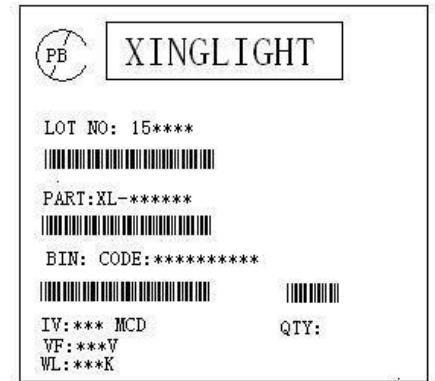 PB XINGLIGHT
LOT NO: 15****
PART:XL-******
BIN: CODE:**********
IV:*** MCD QTY:
VF:***V
WL:***K